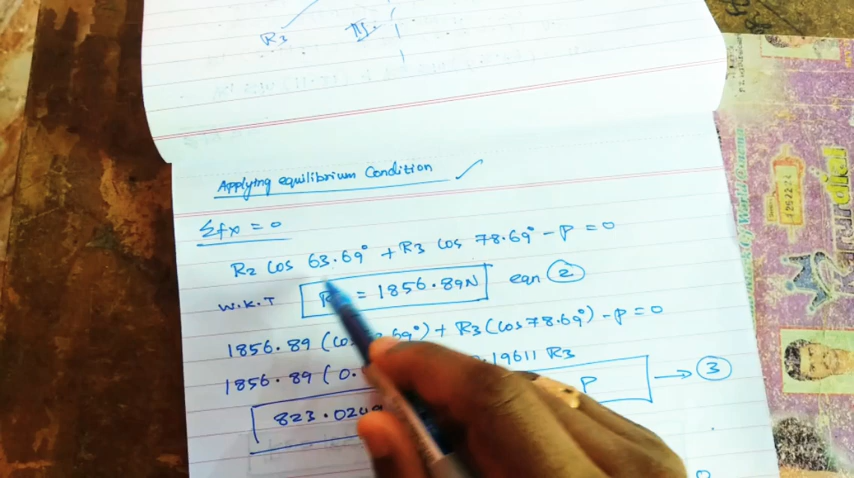 R3
Applying equilibrium Condition ✓
Σfx = 0
R2 cos 63.69° + R3 cos 78.69° - P = 0
W.K.T = 1856.89N eqn ②
1856.89 ( .69°) + R3 (cos 78.69°) - P = 0
1856.89 (0. .19611 R3
823.02 P → ③